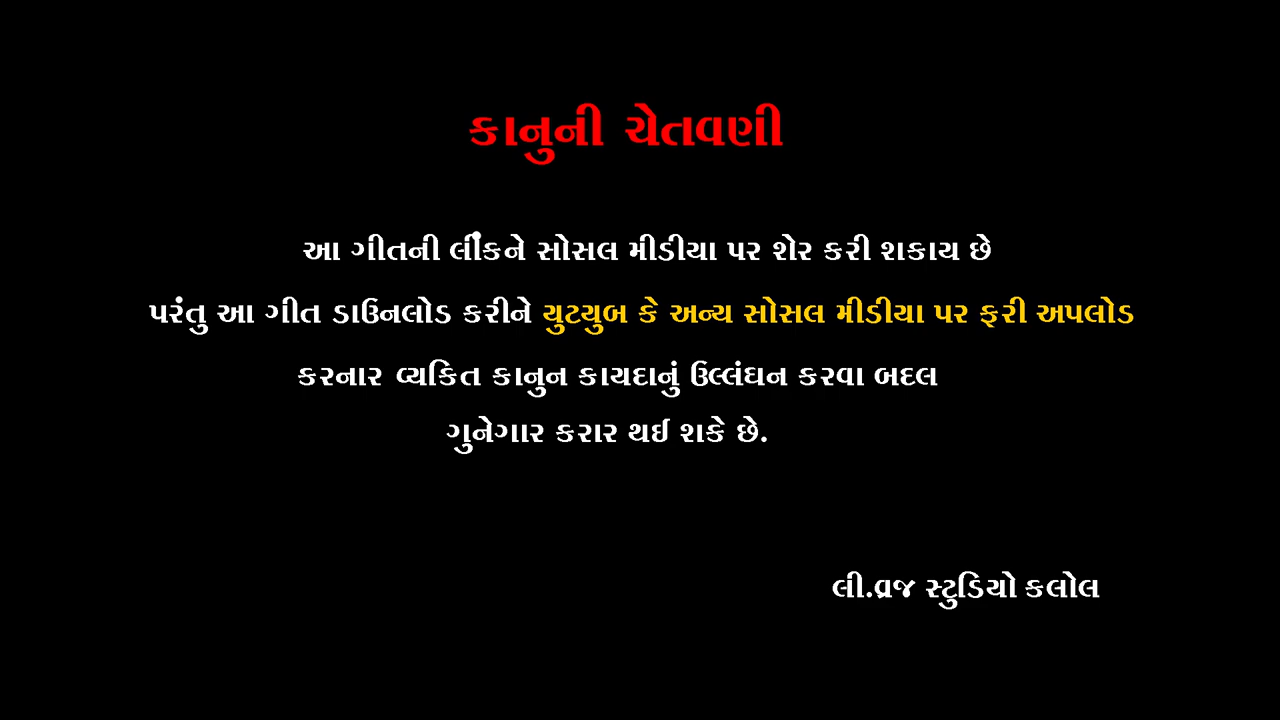 કાનુની ચેતવણી
આ ગીતની લીંકને સોસલ મીડીયા પર શેર કરી શકાય છે
પરંતુ આ ગીત ડાઉનલોડ કરીને યુટયુબ કે અન્ય સોસલ મીડીયા પર ફરી અપલોડ
કરનાર વ્યકિત કાનુન કાયદાનું ઉલ્લંઘન કરવા બદલ
ગુનેગાર કરાર થઈ શકે છે.
લી.વ્રજ સ્ટુડિયો કલોલ